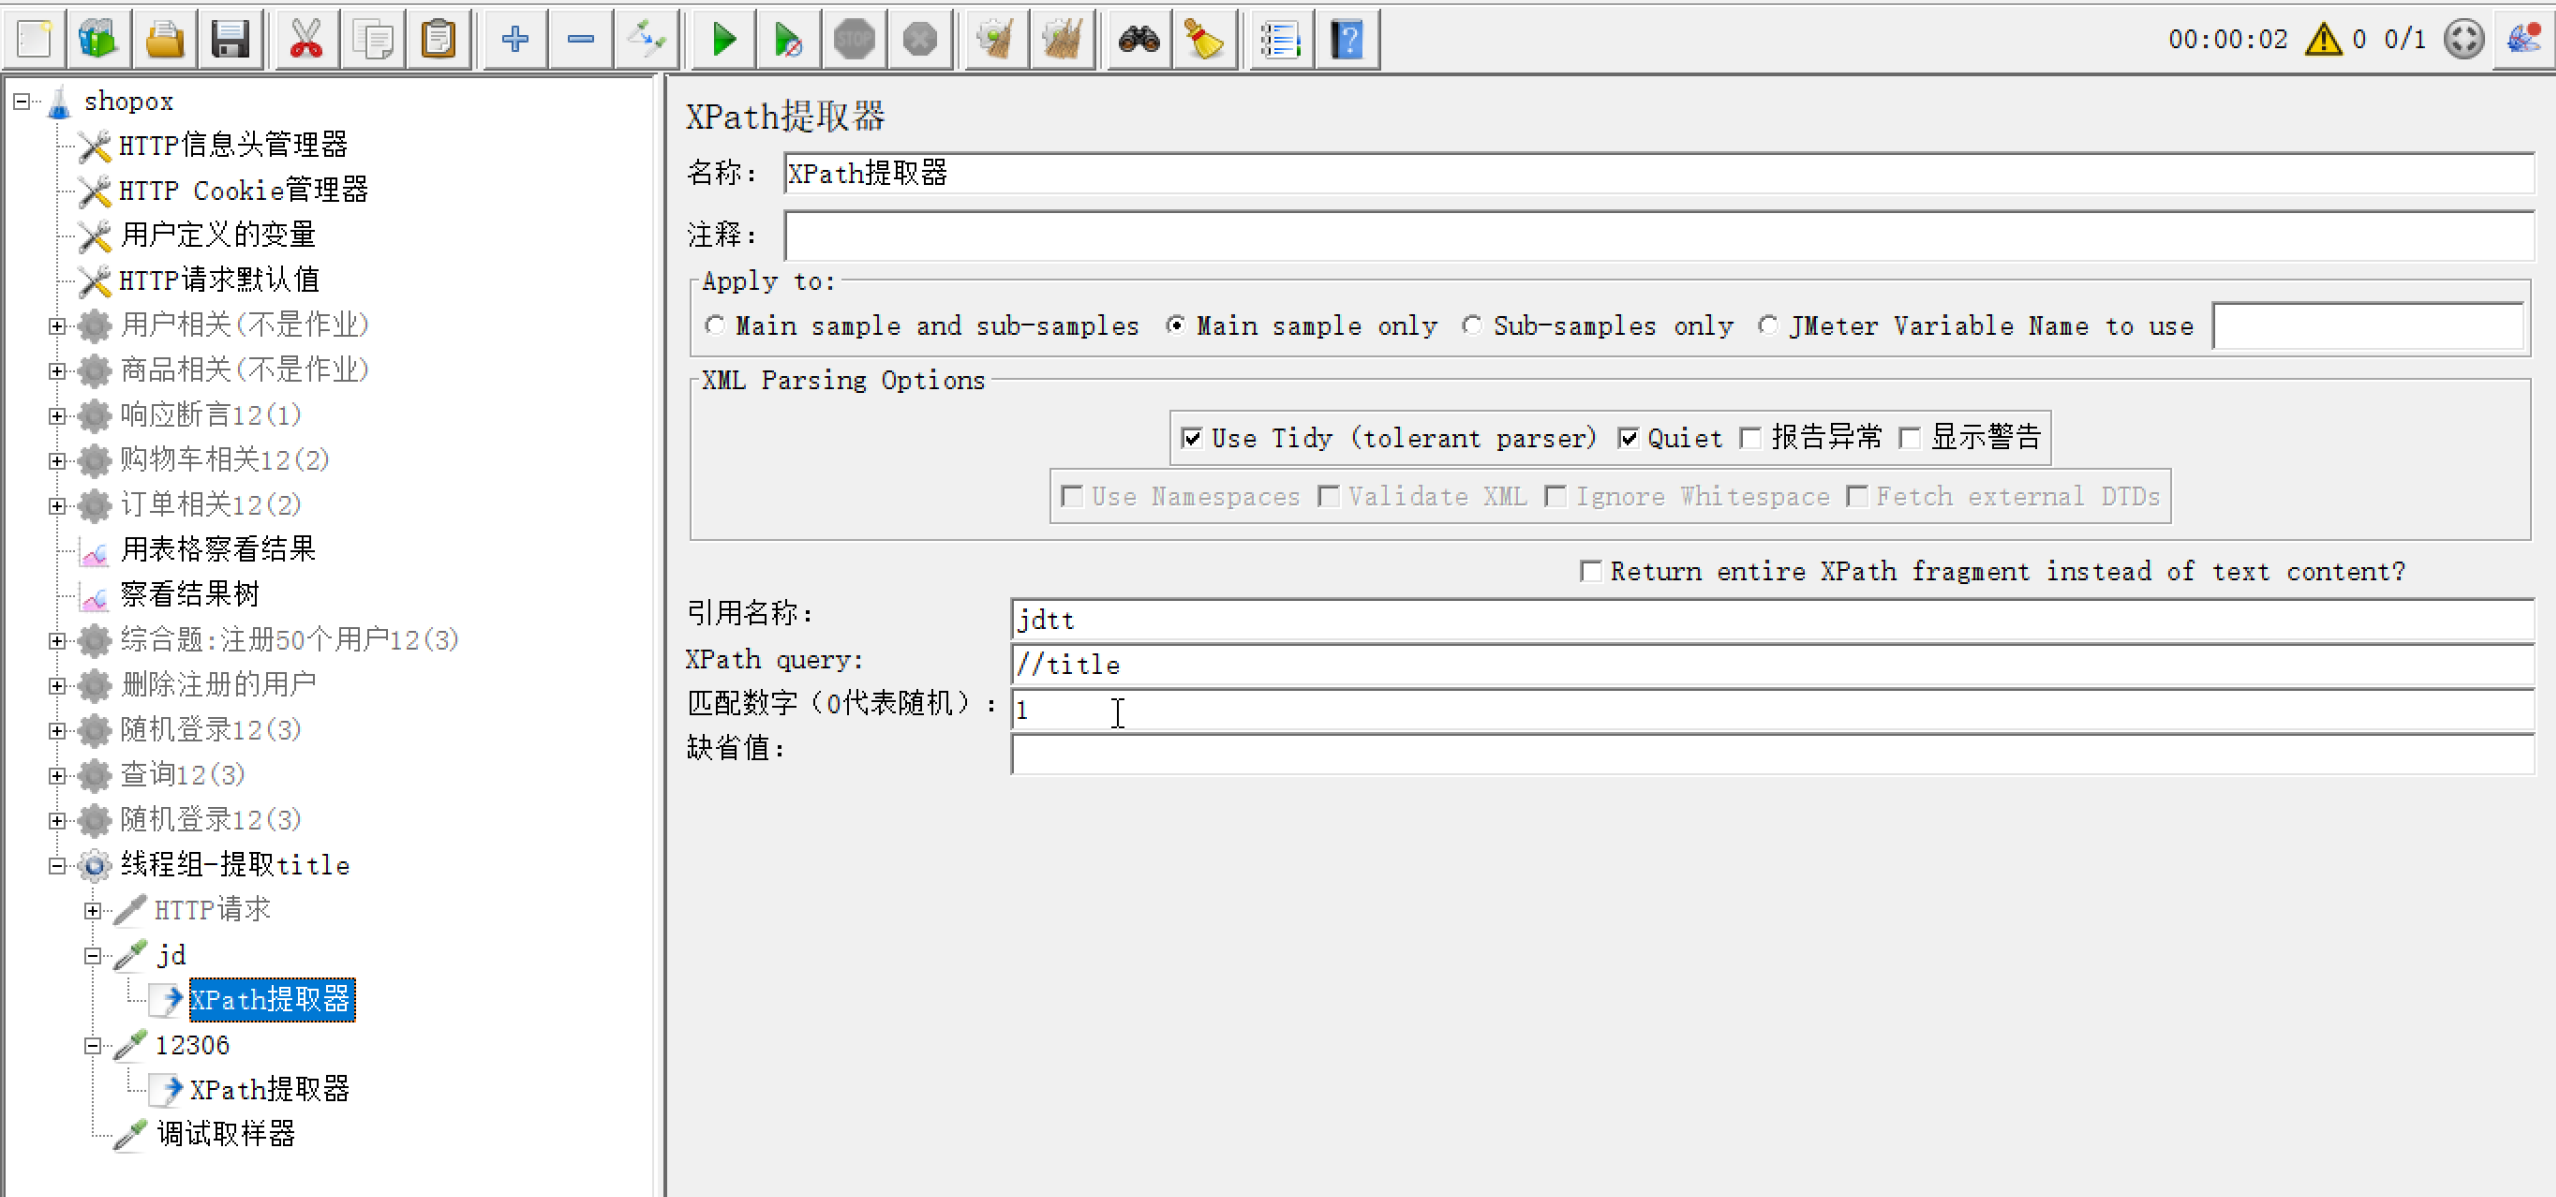 STOP
?
00:00:02
0
0/1
shopox
HTTP信息头管理器
HTTP Cookie管理器
用户定义的变量
HTTP请求默认值
用户相关(不是作业)
商品相关(不是作业)
响应断言12(1)
购物车相关12(2)
订单相关12(2)
用表格察看结果
察看结果树
综合题:注册50个用户12(3)
删除注册的用户
随机登录12(3)
查询12(3)
随机登录12(3)
线程组-提取title
HTTP请求
jd
XPath提取器
12306
XPath提取器
调试取样器
XPath提取器
名称： XPath提取器
注释：
Apply to:
Main sample and sub-samples Main sample only Sub-samples only JMeter Variable Name to use
XML Parsing Options
Use Tidy (tolerant parser) Quiet 报告异常 显示警告
Use Namespaces Validate XML Ignore Whitespace Fetch external DTDs
Return entire XPath fragment instead of text content?
引用名称： jdtt
XPath query: //title
匹配数字（0代表随机）： 1
缺省值：